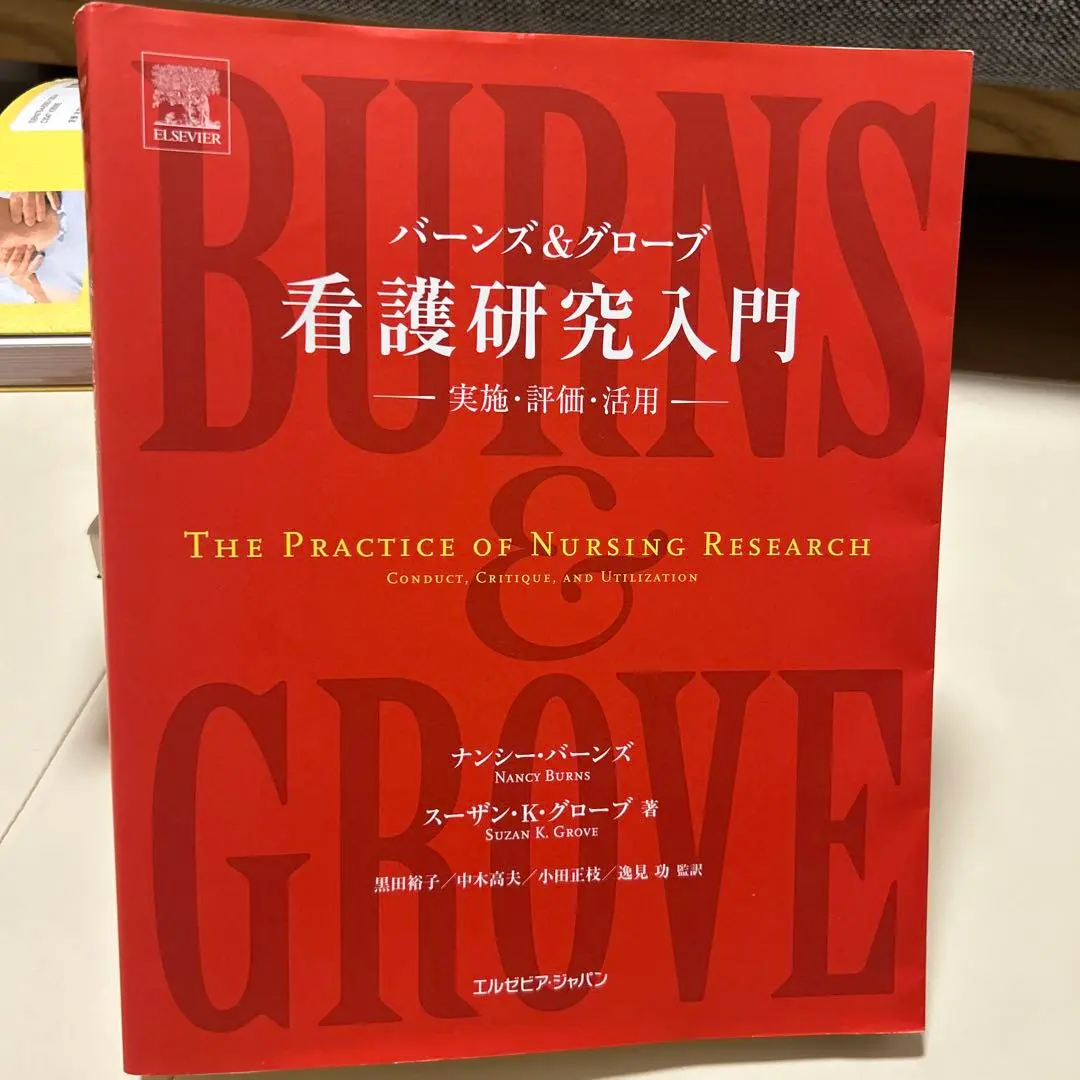 BURNS
ELSEVIER
バーンズ&グローブ
看護研究入門
実施・評価・活用
&
THE PRACTICE OF NURSING RESEARCH
CONDUCT, CRITIQUE, AND UTILIZATION
GROVE
ナンシー・バーンズ
NANCY BURNS
スーザン・K・グローブ 著
SUZAN K. GROVE
黒田裕子/中木高夫/小田正枝/逸見 功 監訳
エルゼビア・ジャパン